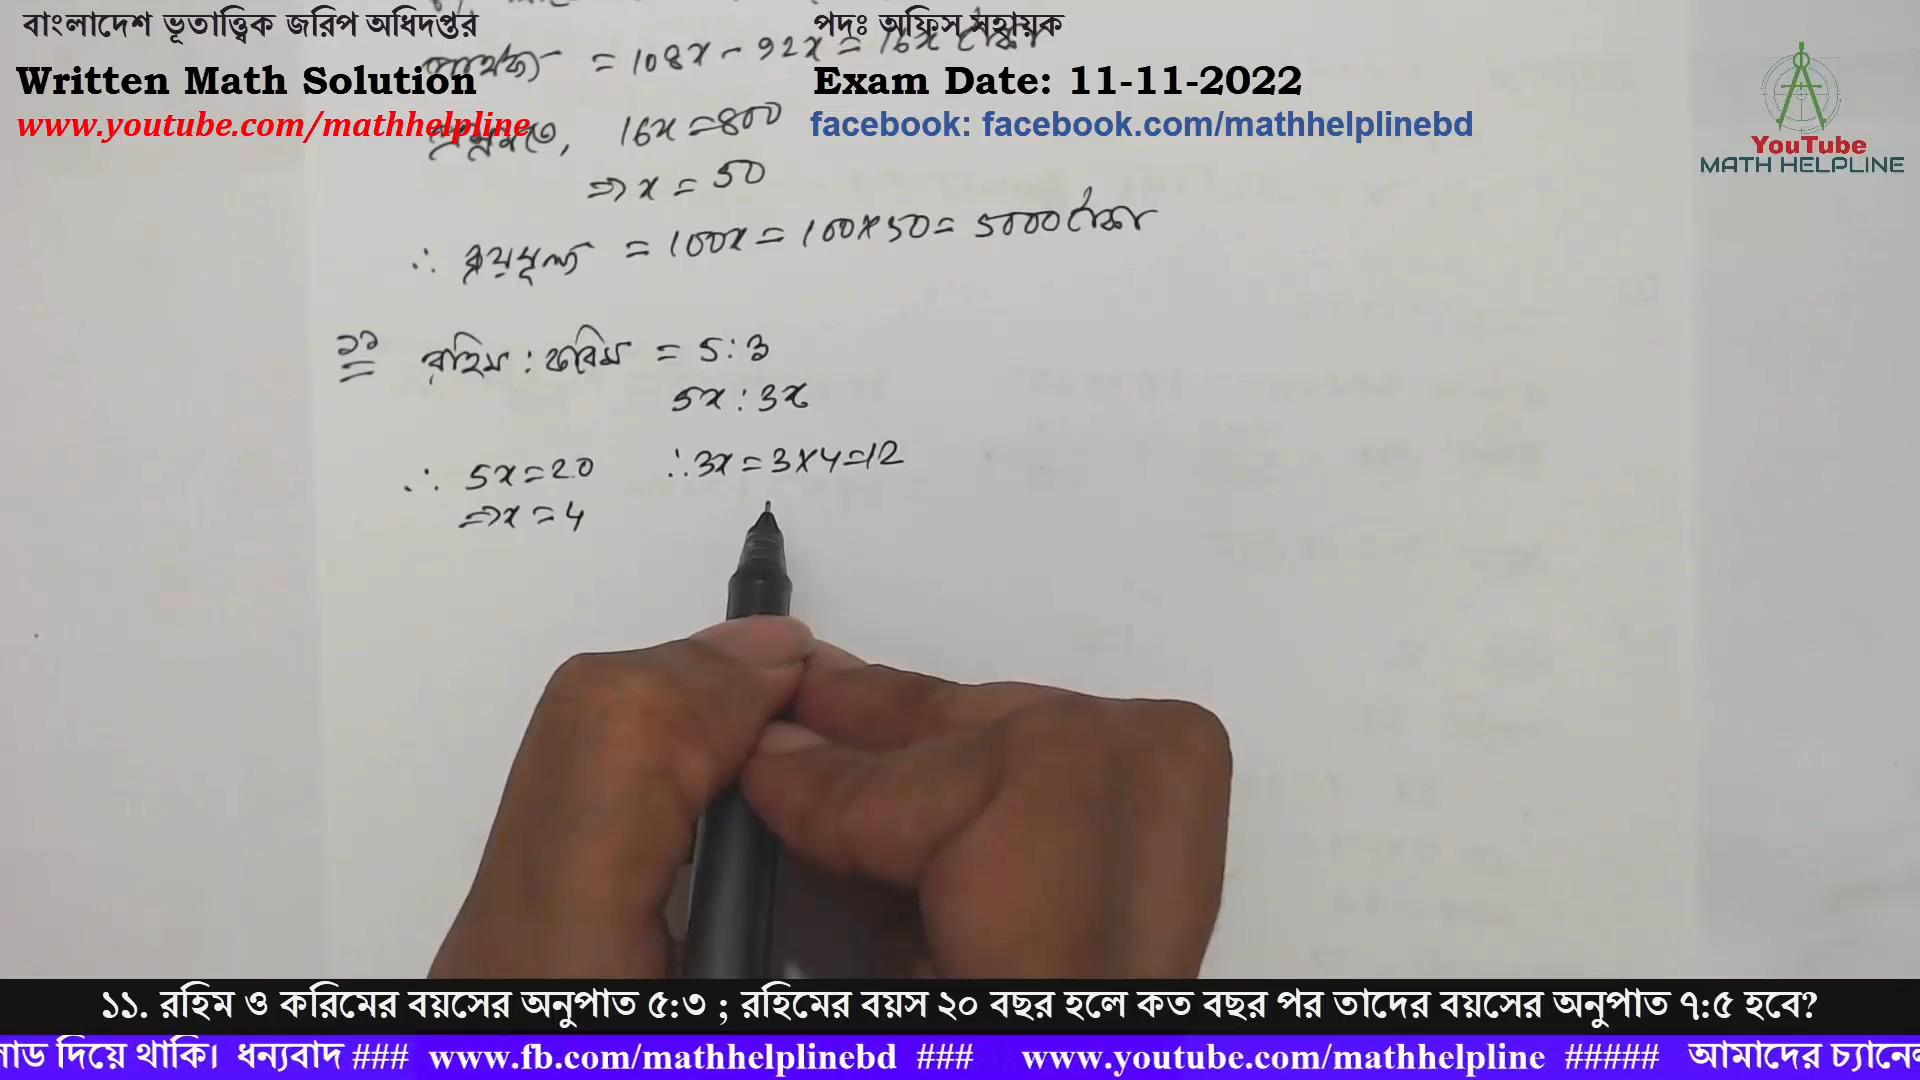 বাংলাদেশ ভূতাত্ত্বিক জরিপ অধিদপ্তর
পদঃ অফিস সহায়ক
পার্থক্য = 108x - 92x = 16x টাকা
Written Math Solution
Exam Date: 11-11-2022
www.youtube.com/mathhelpline
facebook: facebook.com/mathhelplinebd
YouTube
MATH HELPLINE
প্রশ্নমতে, 16x = 800
⇒ x = 50
∴ ক্রয়মূল্য = 100x = 100 x 50 = 5000 টাকা
১১ রহিম : করিম = 5 : 3
5x : 3x
∴ 5x = 20 ∴ 3x = 3 x 4 = 12
⇒ x = 4
১১. রহিম ও করিমের বয়সের অনুপাত ৫:৩ ; রহিমের বয়স ২০ বছর হলে কত বছর পর তাদের বয়সের অনুপাত ৭:৫ হবে?
দিয়ে থাকি। ধন্যবাদ ### www.fb.com/mathhelplinebd ### www.youtube.com/mathhelpline ##### আমাদের